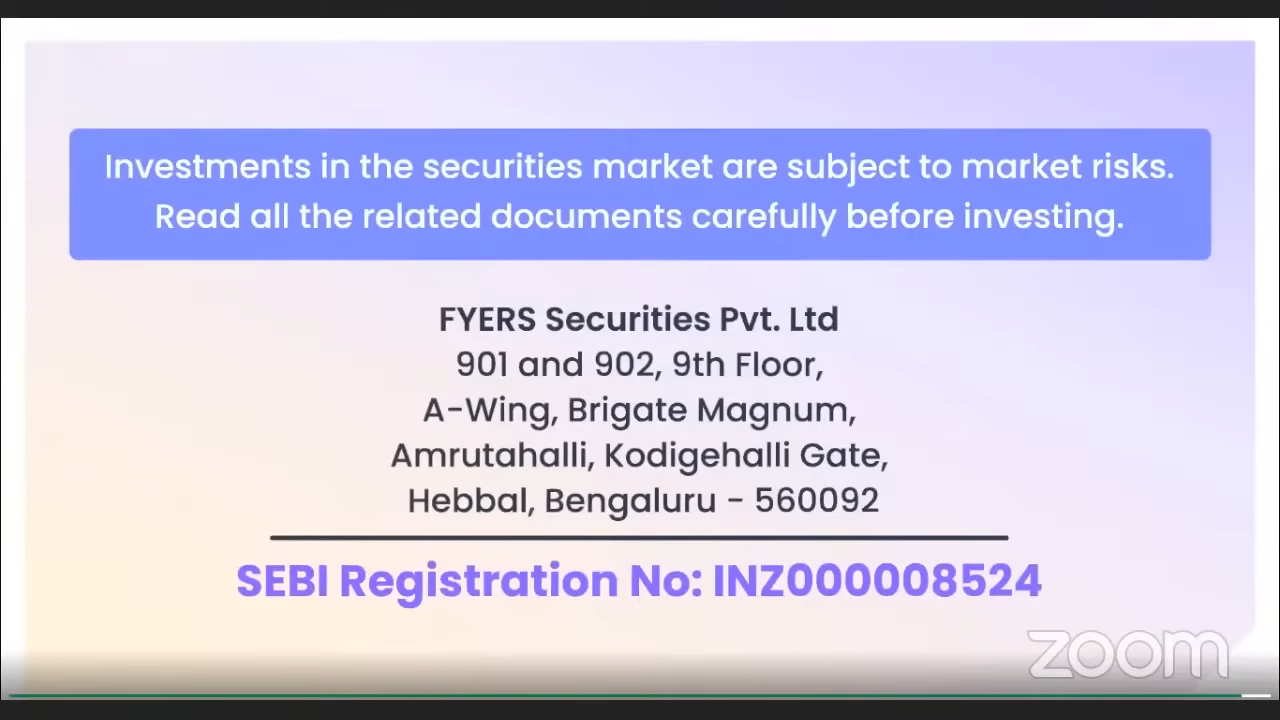 Investments in the securities market are subject to market risks.
Read all the related documents carefully before investing.
FYERS Securities Pvt. Ltd
901 and 902, 9th Floor,
A-Wing, Brigate Magnum,
Amrutahalli, Kodigehalli Gate,
Hebbal, Bengaluru - 560092
SEBI Registration No: INZ000008524
zoom